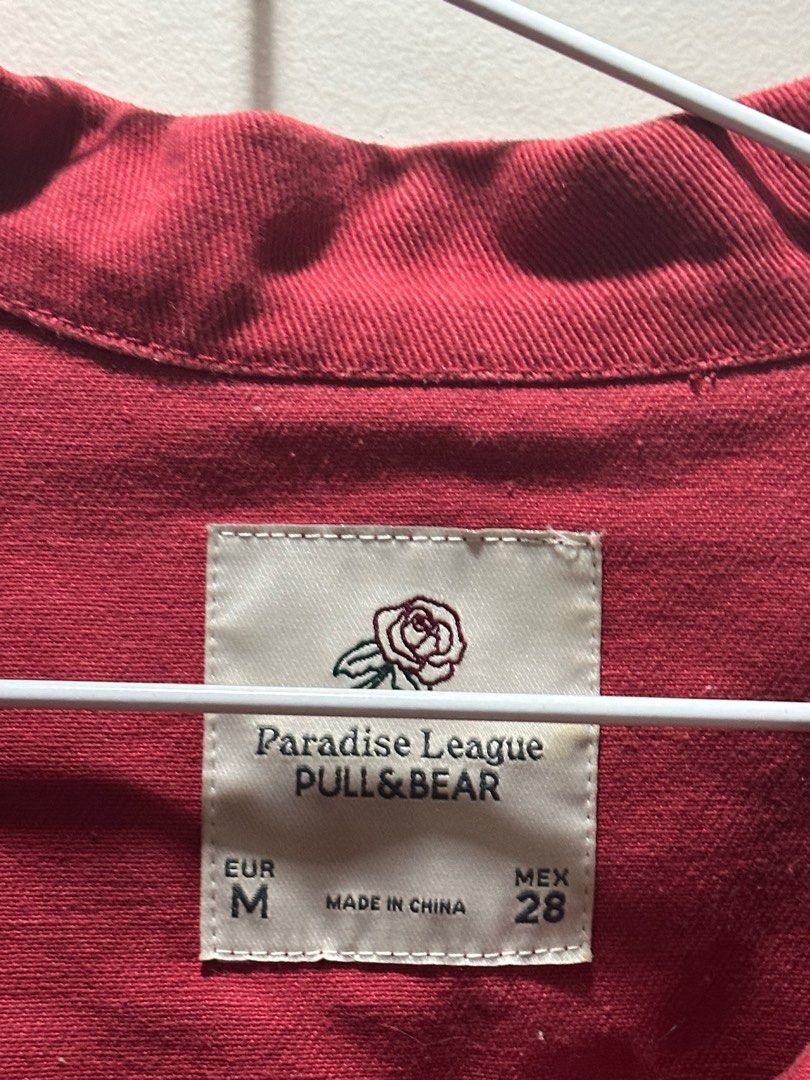 Paradise League
PULL&BEAR
EUR
M
MADE IN CHINA
MEX
28